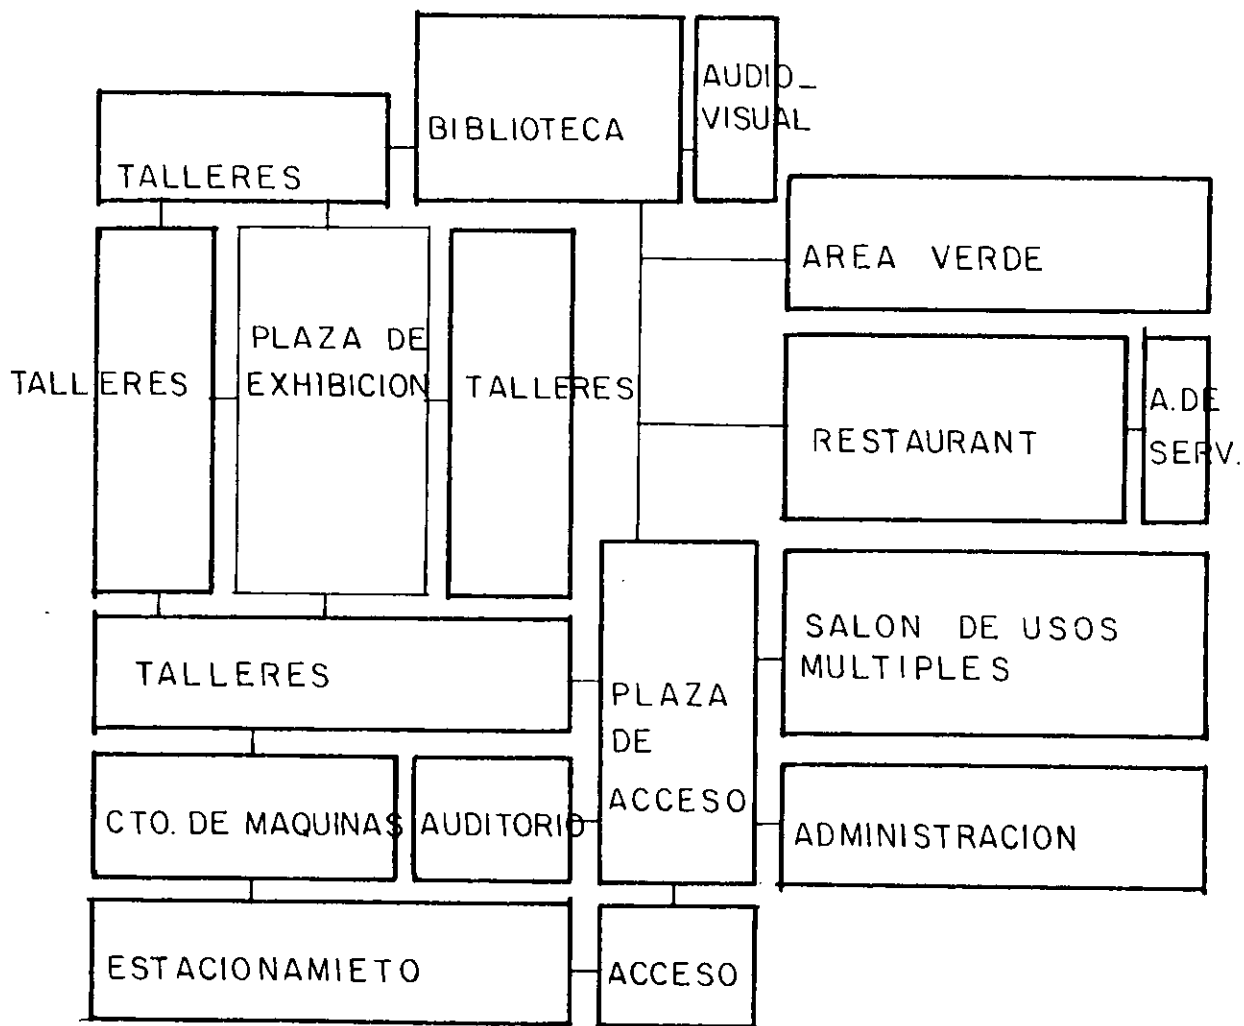 AUDIO_
VISUAL
BIBLIOTECA
TALLERES
AREA VERDE
PLAZA DE
EXHIBICION
TALLERES
TALLERES
A. DE
SERV.
RESTAURANT
SALON DE USOS
MULTIPLES
TALLERES
PLAZA
DE
ACCESO
CTO. DE MAQUINAS
AUDITORIO
ADMINISTRACION
ESTACIONAMIETO
ACCESO